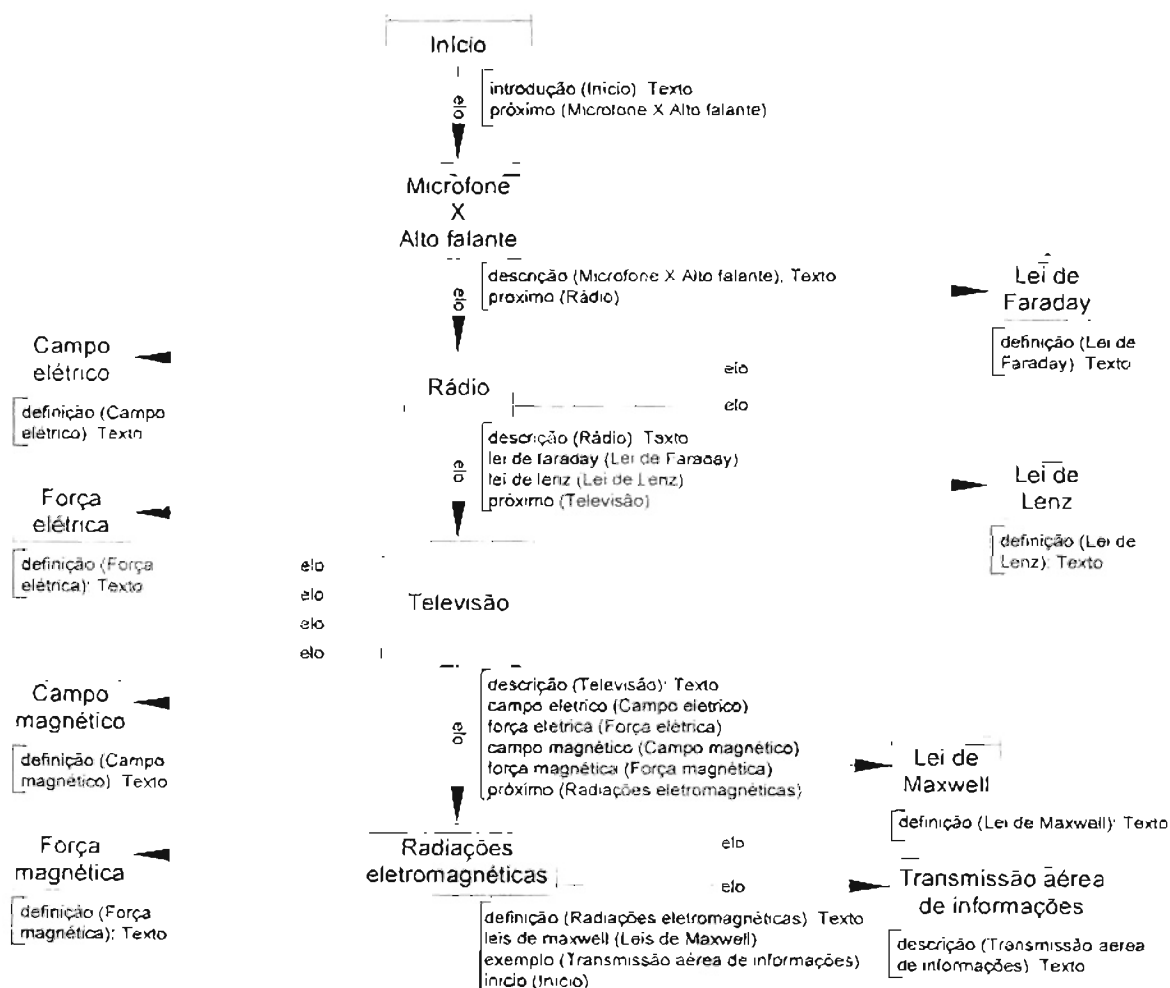 Início
elo
introdução (Início) Texto
próximo (Microfone X Alto falante)
Microfone
X
Alto falante
elo
descrição (Microfone X Alto falante), Texto
próximo (Rádio)
Lei de
Faraday
definição (Lei de
Faraday) Texto
Campo
elétrico
definição (Campo
elétrico) Texto
Rádio
elo
elo
elo
descrição (Rádio) Texto
lei de faraday (Lei de Faraday)
lei de lenz (Lei de Lenz)
próximo (Televisão)
Lei de
Lenz
definição (Lei de
Lenz): Texto
Força
elétrica
definição (Força
elétrica): Texto
elo
elo
elo
elo
Televisão
Campo
magnético
definição (Campo
magnético) Texto
elo
descrição (Televisão): Texto
campo eletrico (Campo eletrico)
força eletrica (Força elétrica)
campo magnético (Campo magnético)
força magnética (Força magnética)
próximo (Radiações eletromagnéticas)
Lei de
Maxwell
definição (Lei de Maxwell): Texto
Força
magnética
definição (Força
magnética): Texto
Radiações
eletromagnéticas
elo
elo
definição (Radiações eletromagnéticas) Texto
leis de maxwell (Leis de Maxwell)
exemplo (Transmissão aérea de informações)
inicio (Início)
Transmissão aérea
de informações
descrição (Transmissão aerea
de informações) Texto